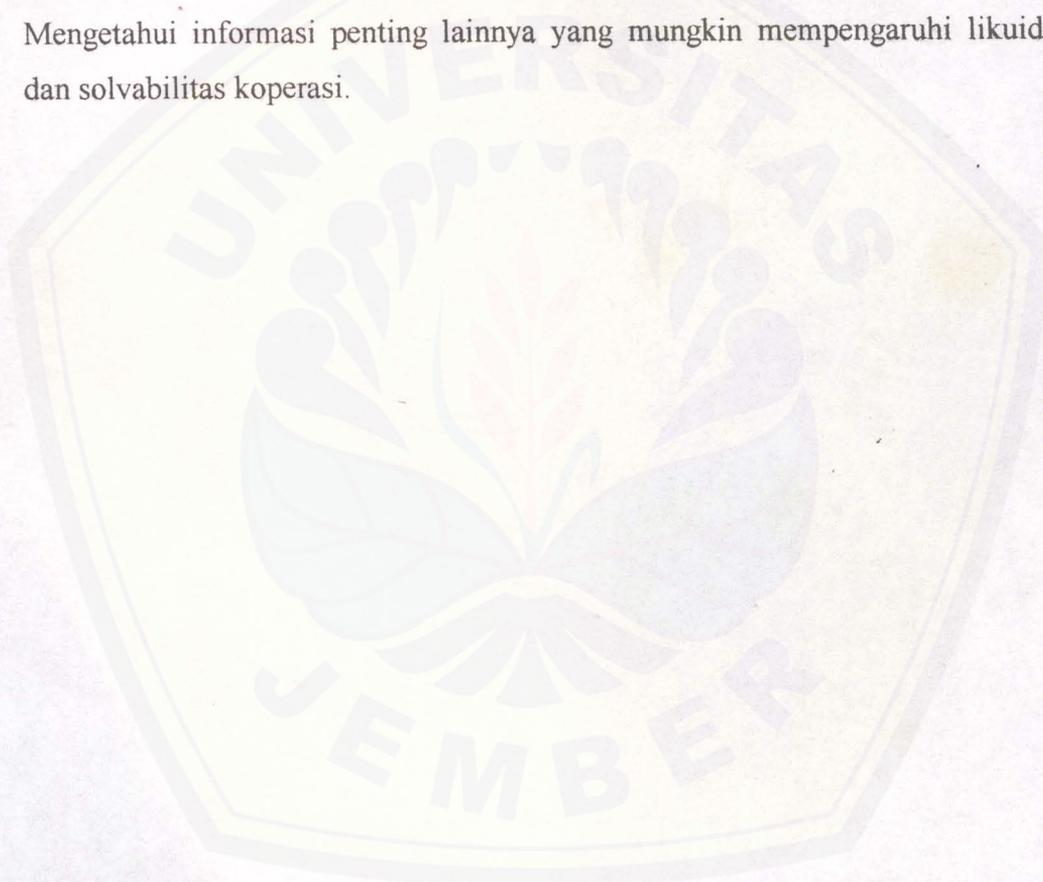 Mengetahui informasi penting lainnya yang mungkin mempengaruhi likuid
dan solvabilitas koperasi.
UNIVERSITAS
JEMBER